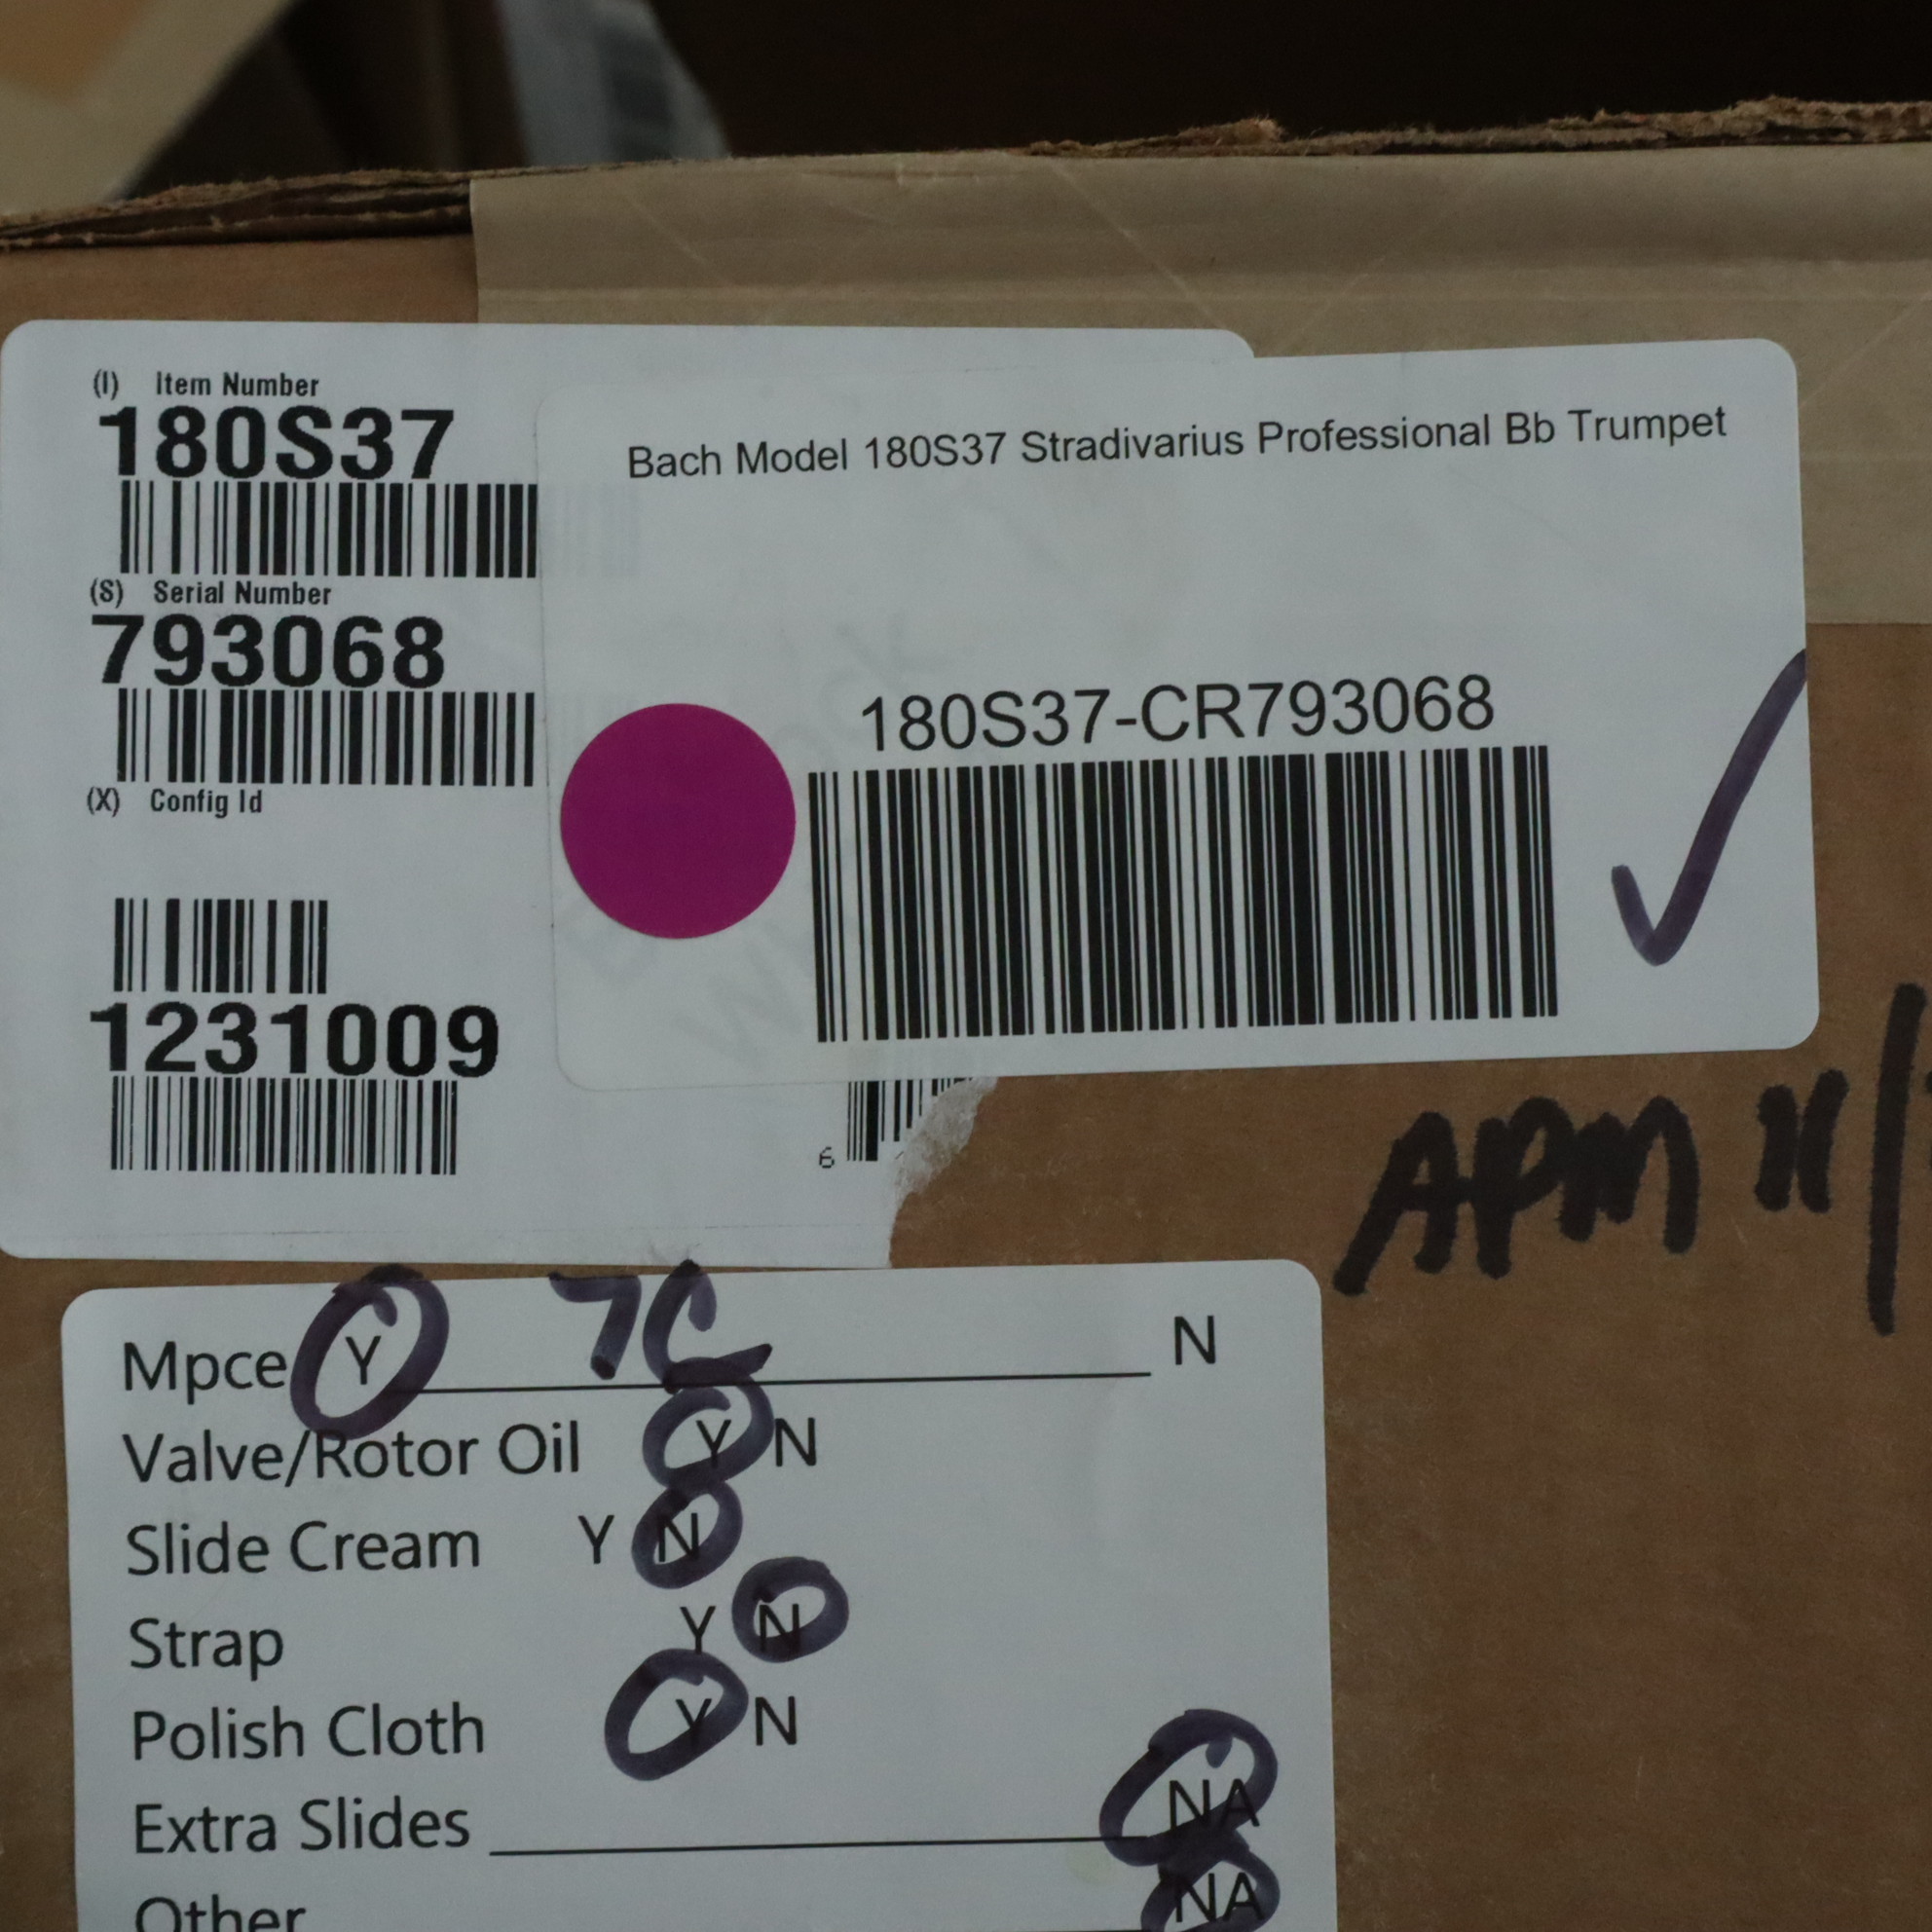 (I) Item Number
180S37
(S) Serial Number
793068
(X) Config Id
1231009
Bach Model 180S37 Stradivarius Professional Bb Trumpet
180S37-CR793068
6
APM 11/
Mpce Y 7C N
Valve/Rotor Oil Y N
Slide Cream Y N
Strap Y N
Polish Cloth Y N
Extra Slides NA
Other NA